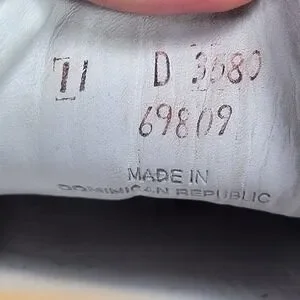 11 D 3680
69809
MADE IN
DOMINICAN REPUBLIC